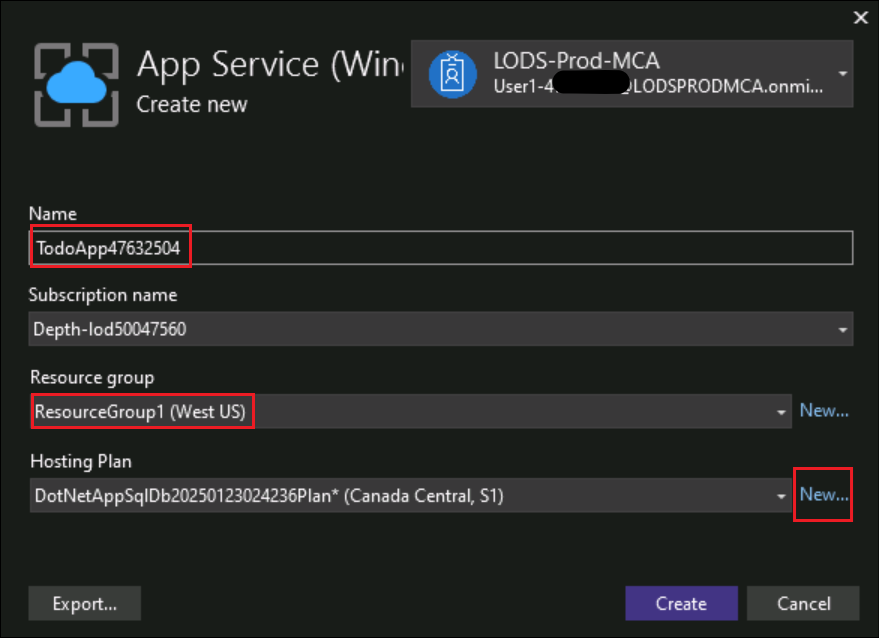 App Service (Win
Create new
LODS-Prod-MCA
User1-4 @LODSPRODMCA.onmi...
Name
TodoApp47632504
Subscription name
Depth-lod50047560
Resource group
ResourceGroup1 (West US)
New...
Hosting Plan
DotNetAppSqlDb20250123024236Plan* (Canada Central, S1)
New...
Export...
Create
Cancel